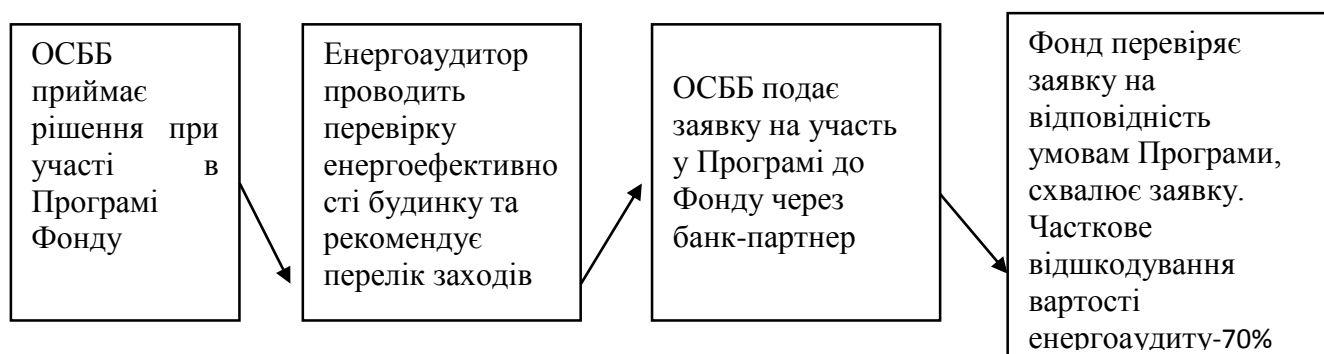 ОСББ
приймає
рішення при
участі в
Програмі
Фонду
Енергоаудитор
проводить
перевірку
енергоефективно
сті будинку та
рекомендує
перелік заходів
ОСББ подає
заявку на участь
у Програмі до
Фонду через
банк-партнер
Фонд перевіряє
заявку на
відповідність
умовам Програми,
схвалює заявку.
Часткове
відшкодування
вартості
енергоаудиту-70%